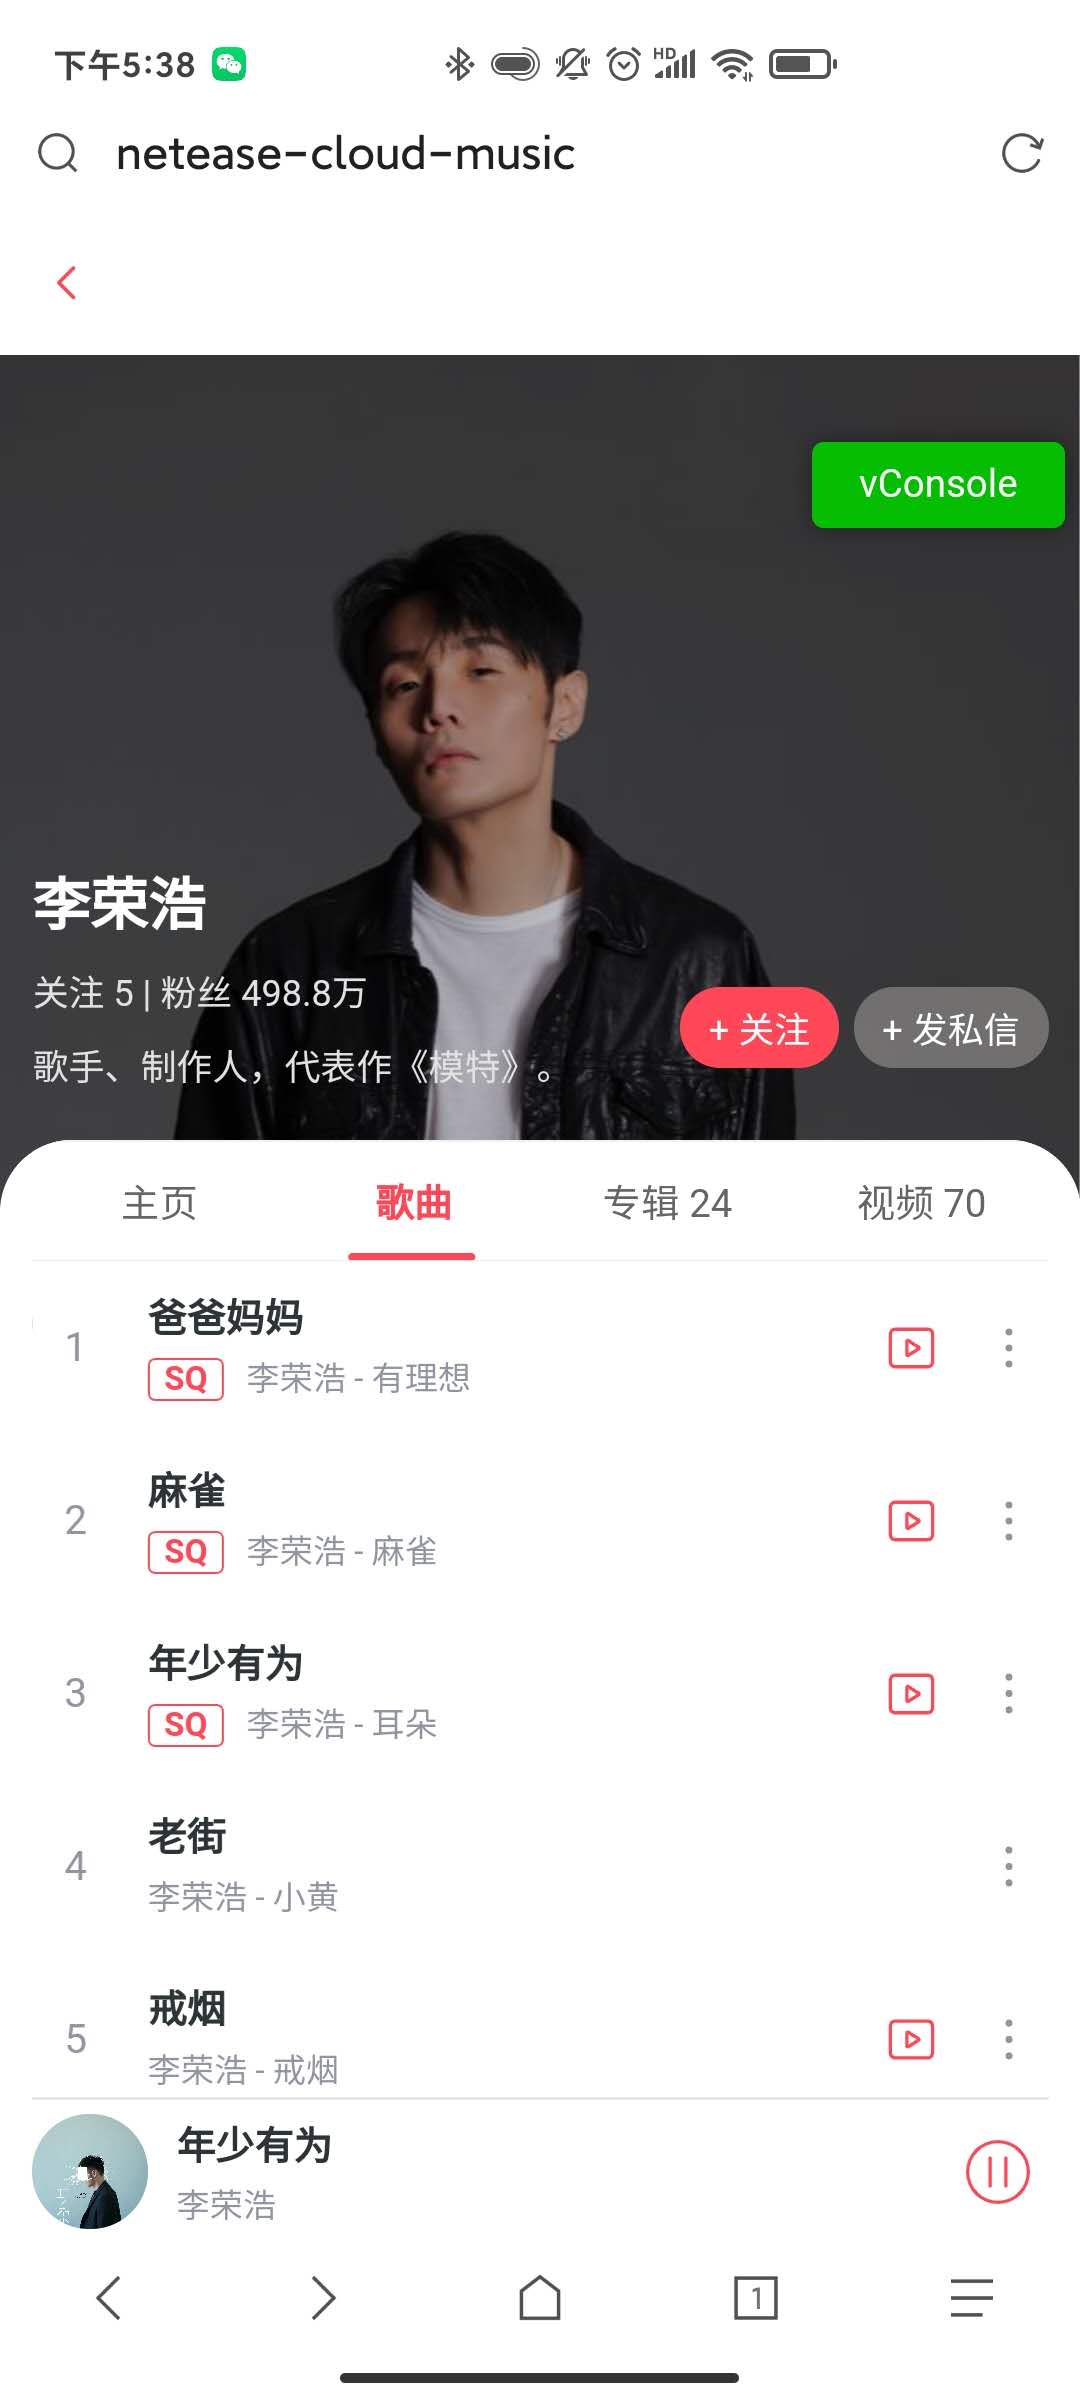 下午5:38
HD
netease-cloud-music
vConsole
李荣浩
关注 5 | 粉丝 498.8万
+ 关注
+ 发私信
歌手、制作人，代表作《模特》。
主页
歌曲
专辑 24
视频 70
1
爸爸妈妈
SQ 李荣浩 - 有理想
2
麻雀
SQ 李荣浩 - 麻雀
3
年少有为
SQ 李荣浩 - 耳朵
4
老街
李荣浩 - 小黄
5
戒烟
李荣浩 - 戒烟
年少有为
李荣浩
1